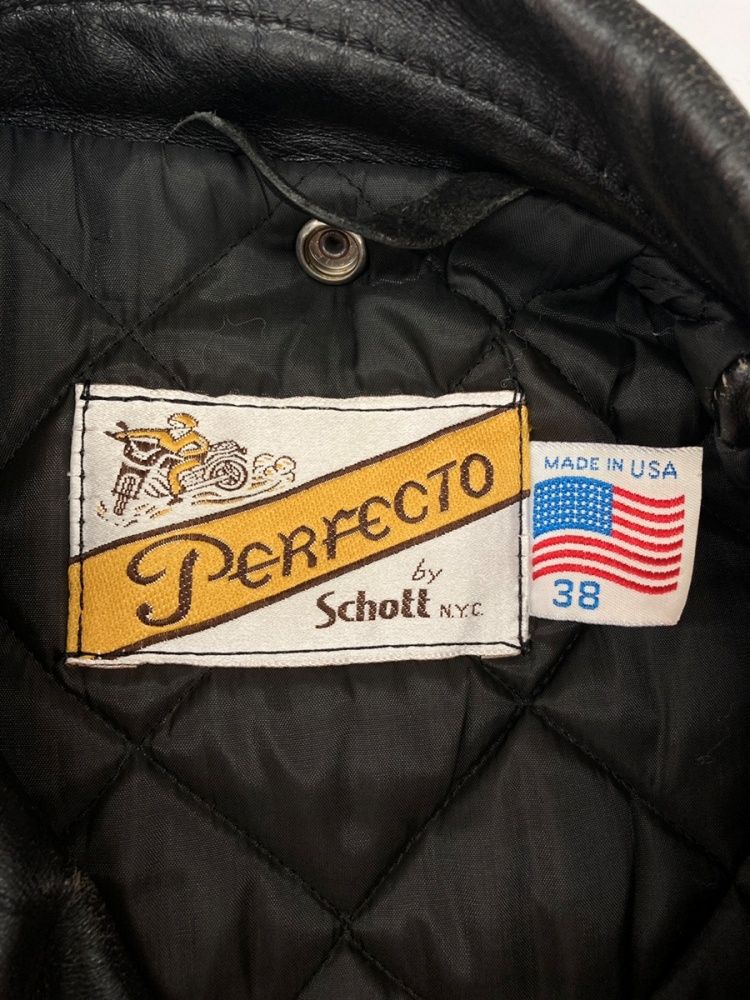 Perfecto
by
Schott N.Y.C.
MADE IN USA
38